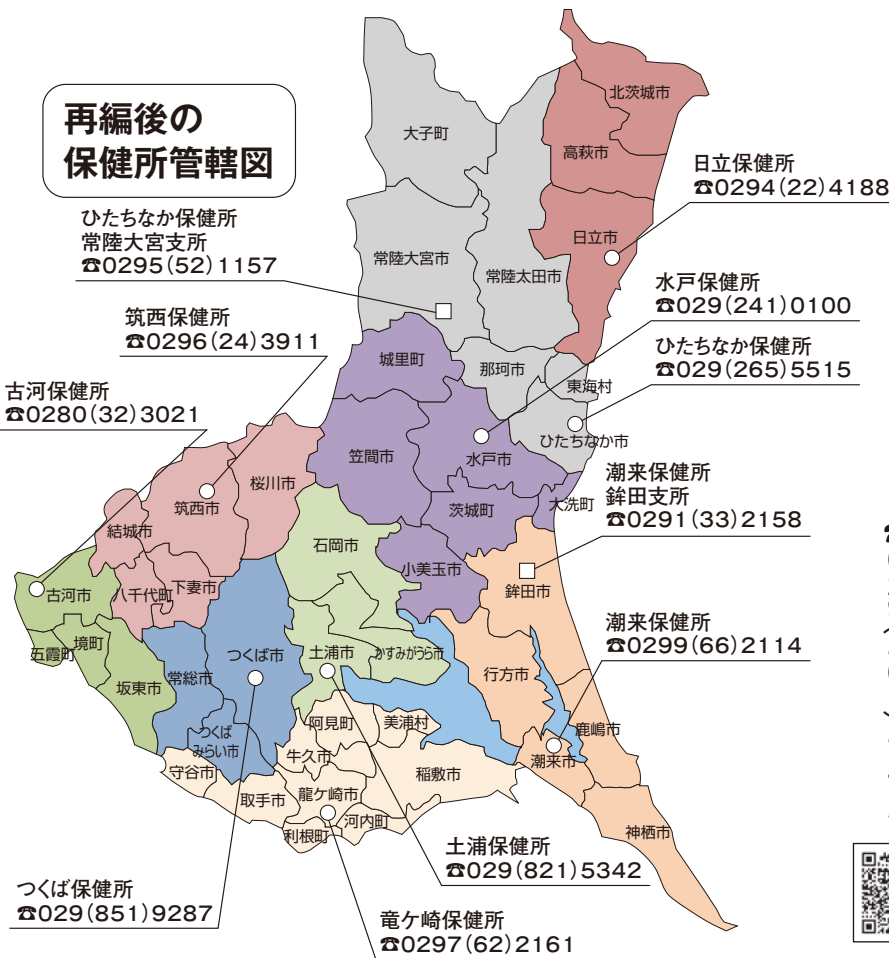 再編後の
保健所管轄図
北茨城市
大子町
高萩市
日立保健所
☎0294(22)4188
ひたちなか保健所
常陸大宮支所
☎0295(52)1157
日立市
常陸大宮市
常陸太田市
水戸保健所
☎029(241)0100
筑西保健所
☎0296(24)3911
城里町
那珂市
東海村
ひたちなか保健所
☎029(265)5515
古河保健所
☎0280(32)3021
笠間市
水戸市
ひたちなか市
桜川市
筑西市
結城市
茨城町
大洗町
潮来保健所
鉾田支所
☎0291(33)2158
石岡市
小美玉市
鉾田市
古河市
八千代町
下妻市
五霞町
境町
坂東市
常総市
つくば市
土浦市
かすみがうら市
行方市
潮来保健所
☎0299(66)2114
つくば
みらい市
阿見町
美浦村
鹿嶋市
牛久市
稲敷市
潮来市
守谷市
取手市
龍ケ崎市
利根町
河内町
神栖市
土浦保健所
☎029(821)5342
つくば保健所
☎029(851)9287
竜ケ崎保健所
☎0297(62)2161